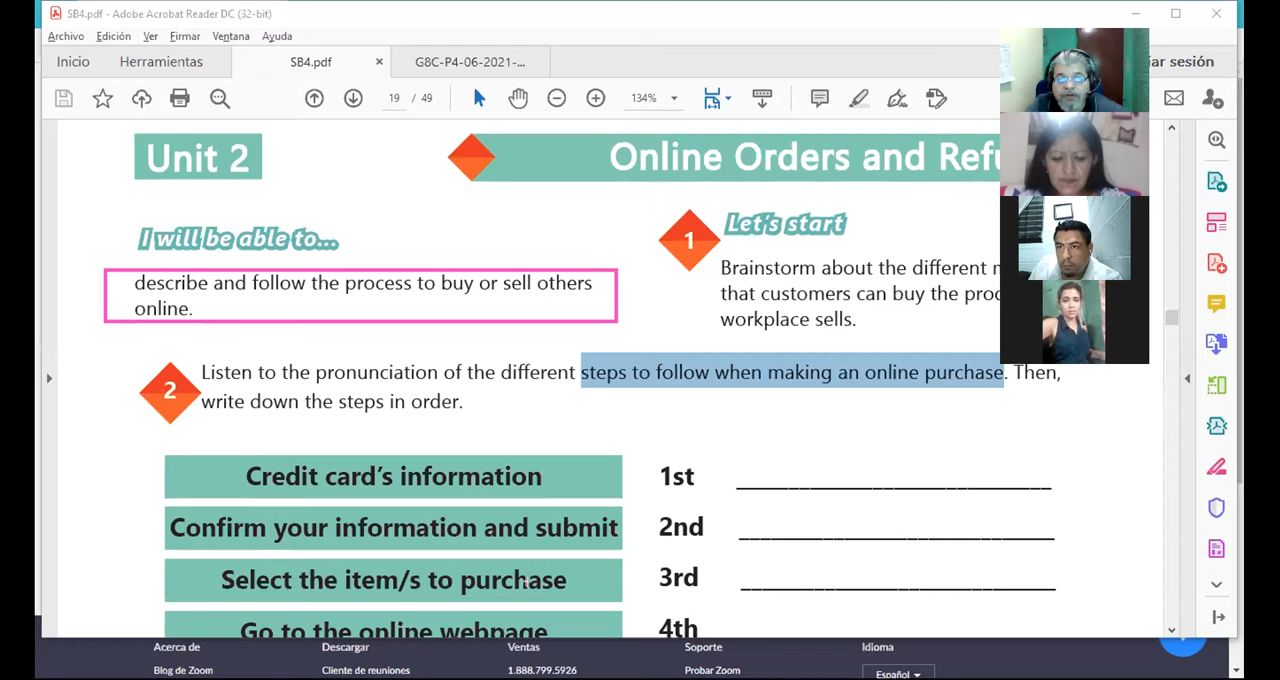 SB4.pdf - Adobe Acrobat Reader DC (32-bit)
Archivo Edición Ver Firmar Ventana Ayuda
Inicio Herramientas SB4.pdf × G8C-P4-06-2021-... iar sesión
19 / 49 134%
Unit 2 Online Orders and Refu
I will be able to...
describe and follow the process to buy or sell others
online.
1 Let's start
Brainstorm about the different
that customers can buy the proc
workplace sells.
2 Listen to the pronunciation of the different steps to follow when making an online purchase. Then,
write down the steps in order.
Credit card's information 1st ____________________________
Confirm your information and submit 2nd ____________________________
Select the item/s to purchase 3rd ____________________________
Go to the online webpage 4th
Acerca de Descargar Ventas Soporte Idioma
Blog de Zoom Cliente de reuniones 1.888.799.5926 Probar Zoom Español